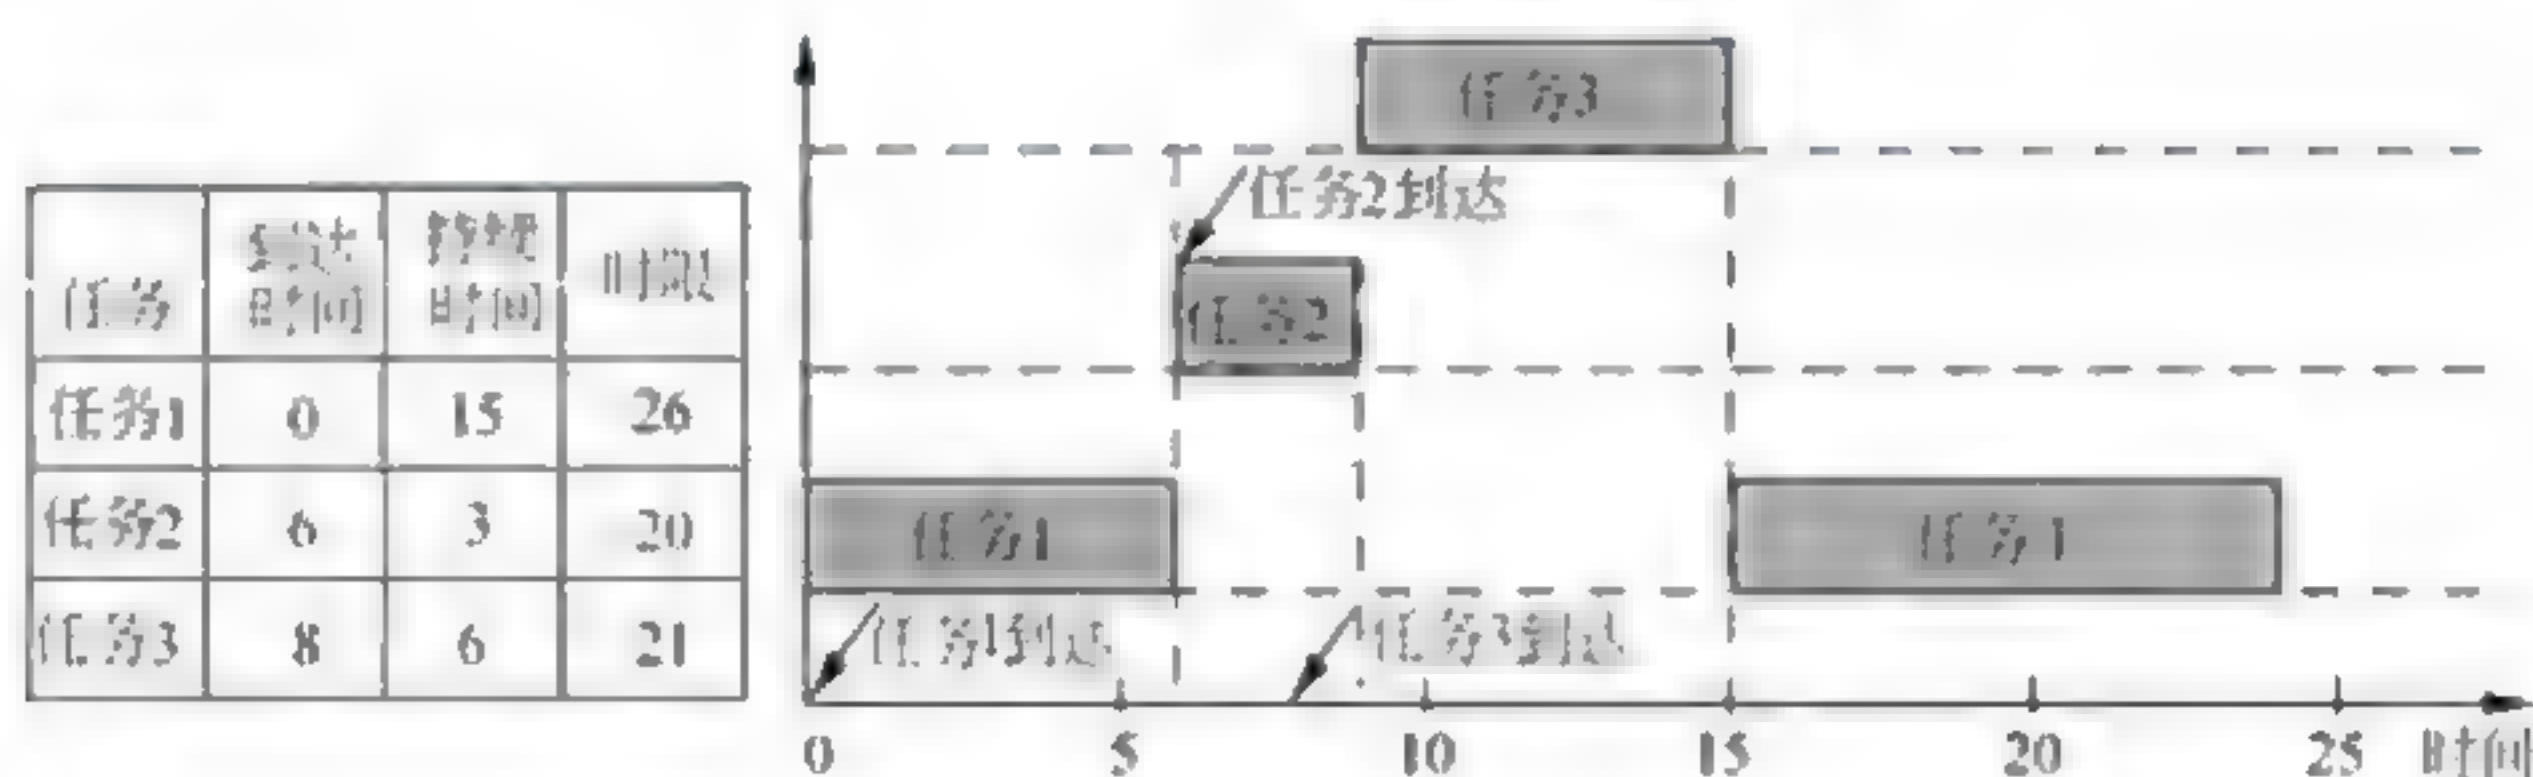 任务 到达时间 处理时间 时限
任务1 0 15 26
任务2 6 3 20
任务3 8 6 21
任务3
任务2到达
任务2
任务1
任务1
任务1到达
任务3到达
0 5 10 15 20 25 时间